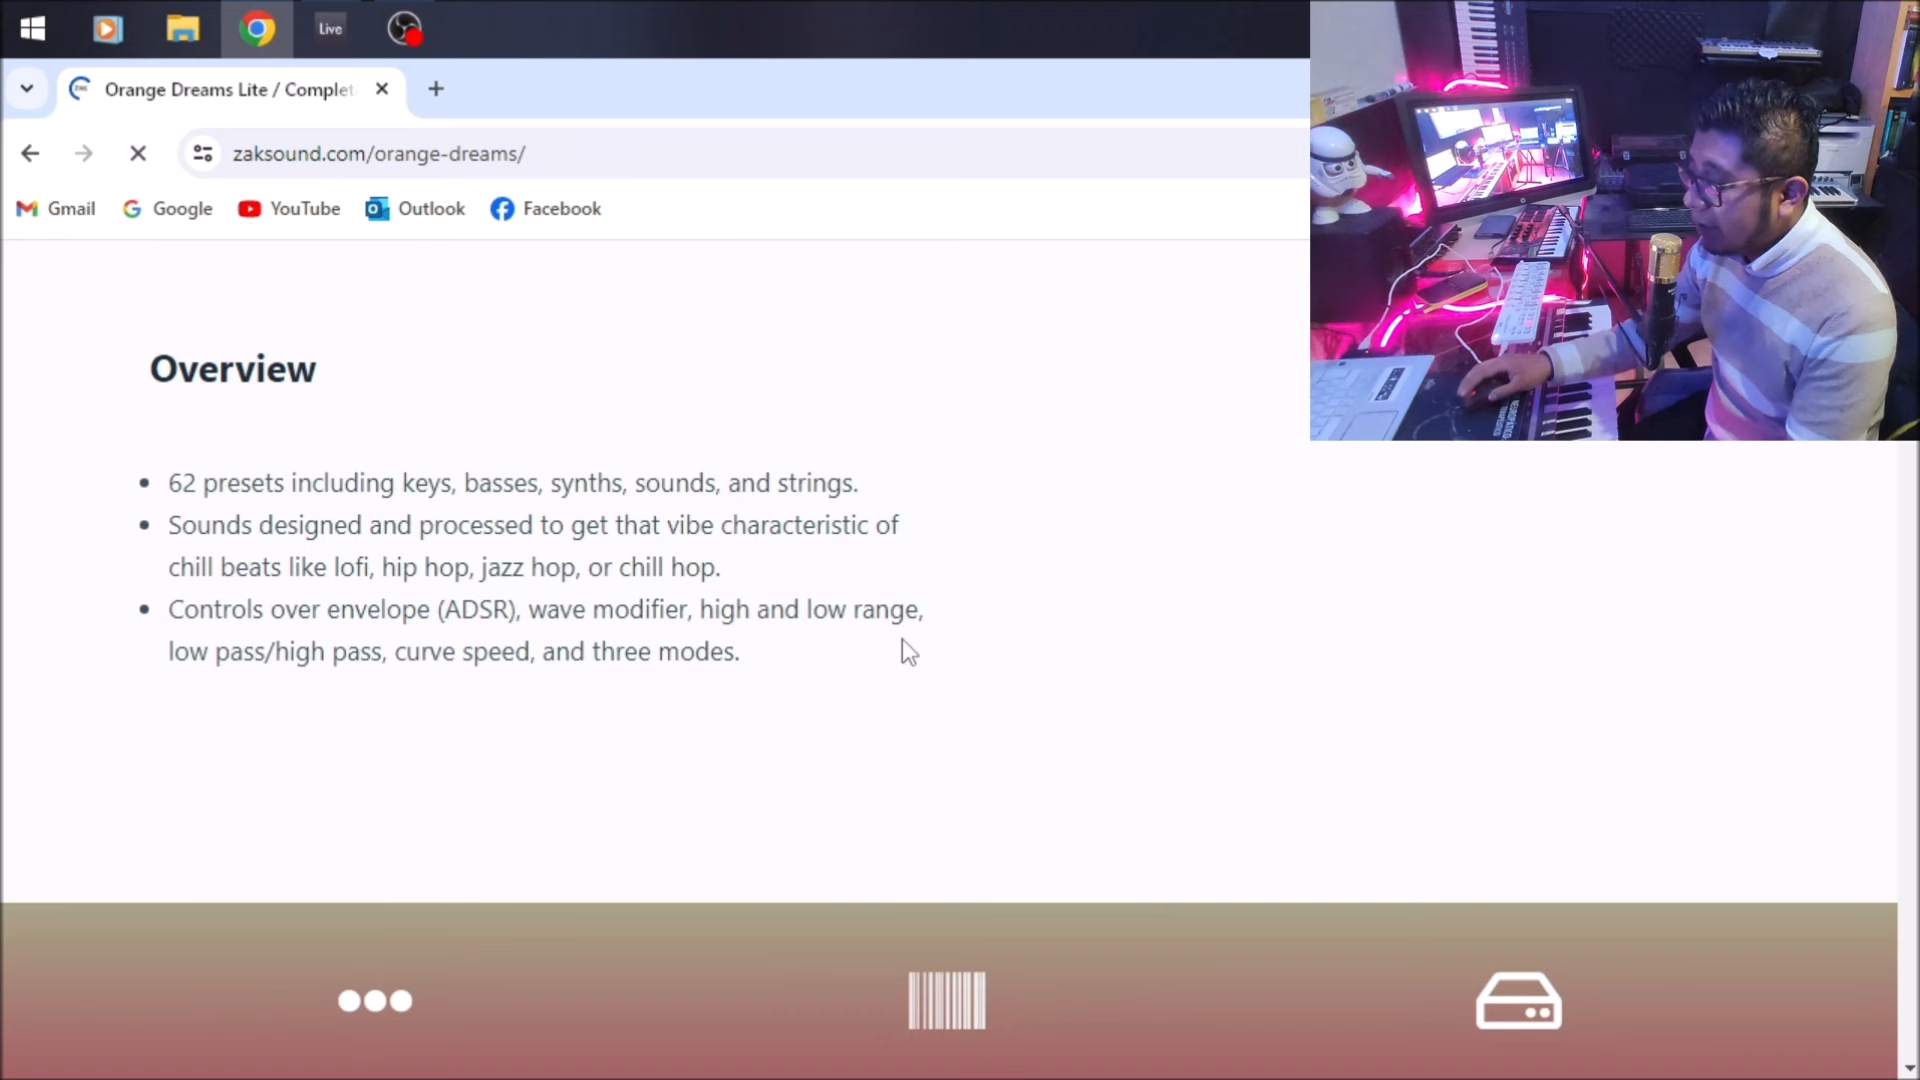 Live
Orange Dreams Lite / Complet
zaksound.com/orange-dreams/
Gmail
Google
YouTube
Outlook
Facebook
Overview
62 presets including keys, basses, synths, sounds, and strings.
Sounds designed and processed to get that vibe characteristic of
chill beats like lofi, hip hop, jazz hop, or chill hop.
Controls over envelope (ADSR), wave modifier, high and low range,
low pass/high pass, curve speed, and three modes.